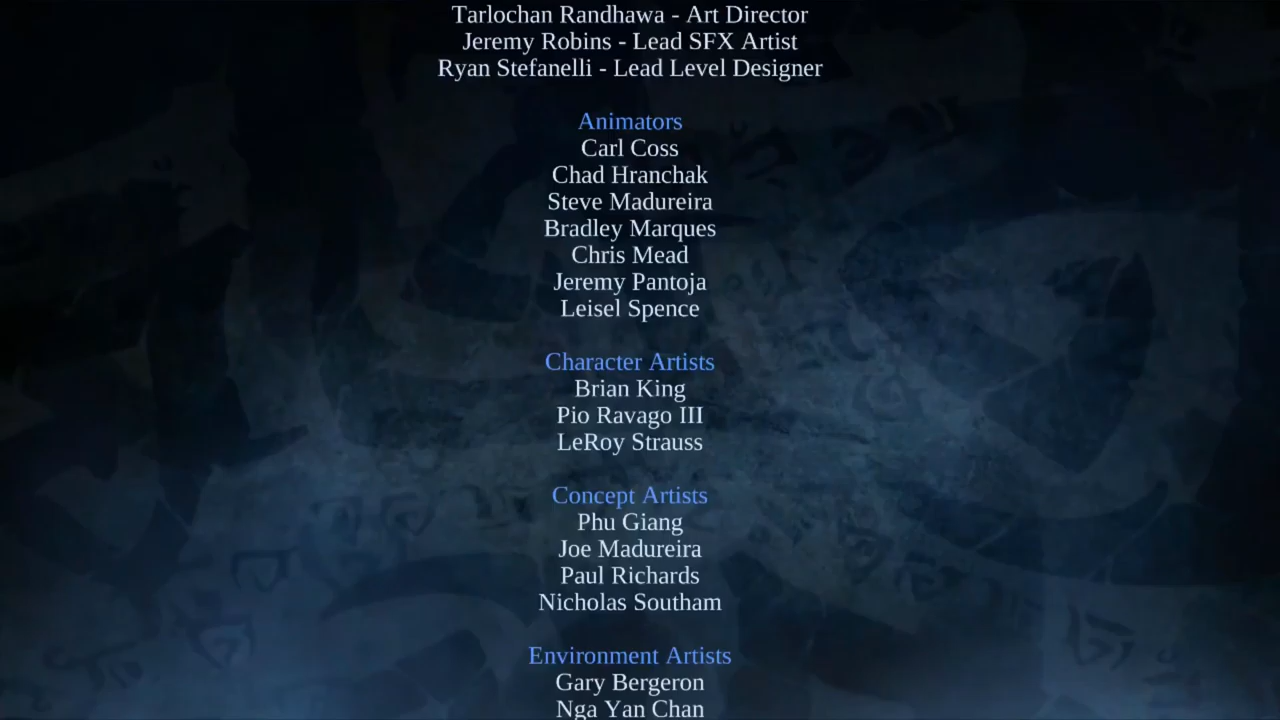 Tarlochan Randhawa - Art Director
Jeremy Robins - Lead SFX Artist
Ryan Stefanelli - Lead Level Designer
Animators
Carl Coss
Chad Hranchak
Steve Madureira
Bradley Marques
Chris Mead
Jeremy Pantoja
Leisel Spence
Character Artists
Brian King
Pio Ravago III
LeRoy Strauss
Concept Artists
Phu Giang
Joe Madureira
Paul Richards
Nicholas Southam
Environment Artists
Gary Bergeron
Nga Yan Chan